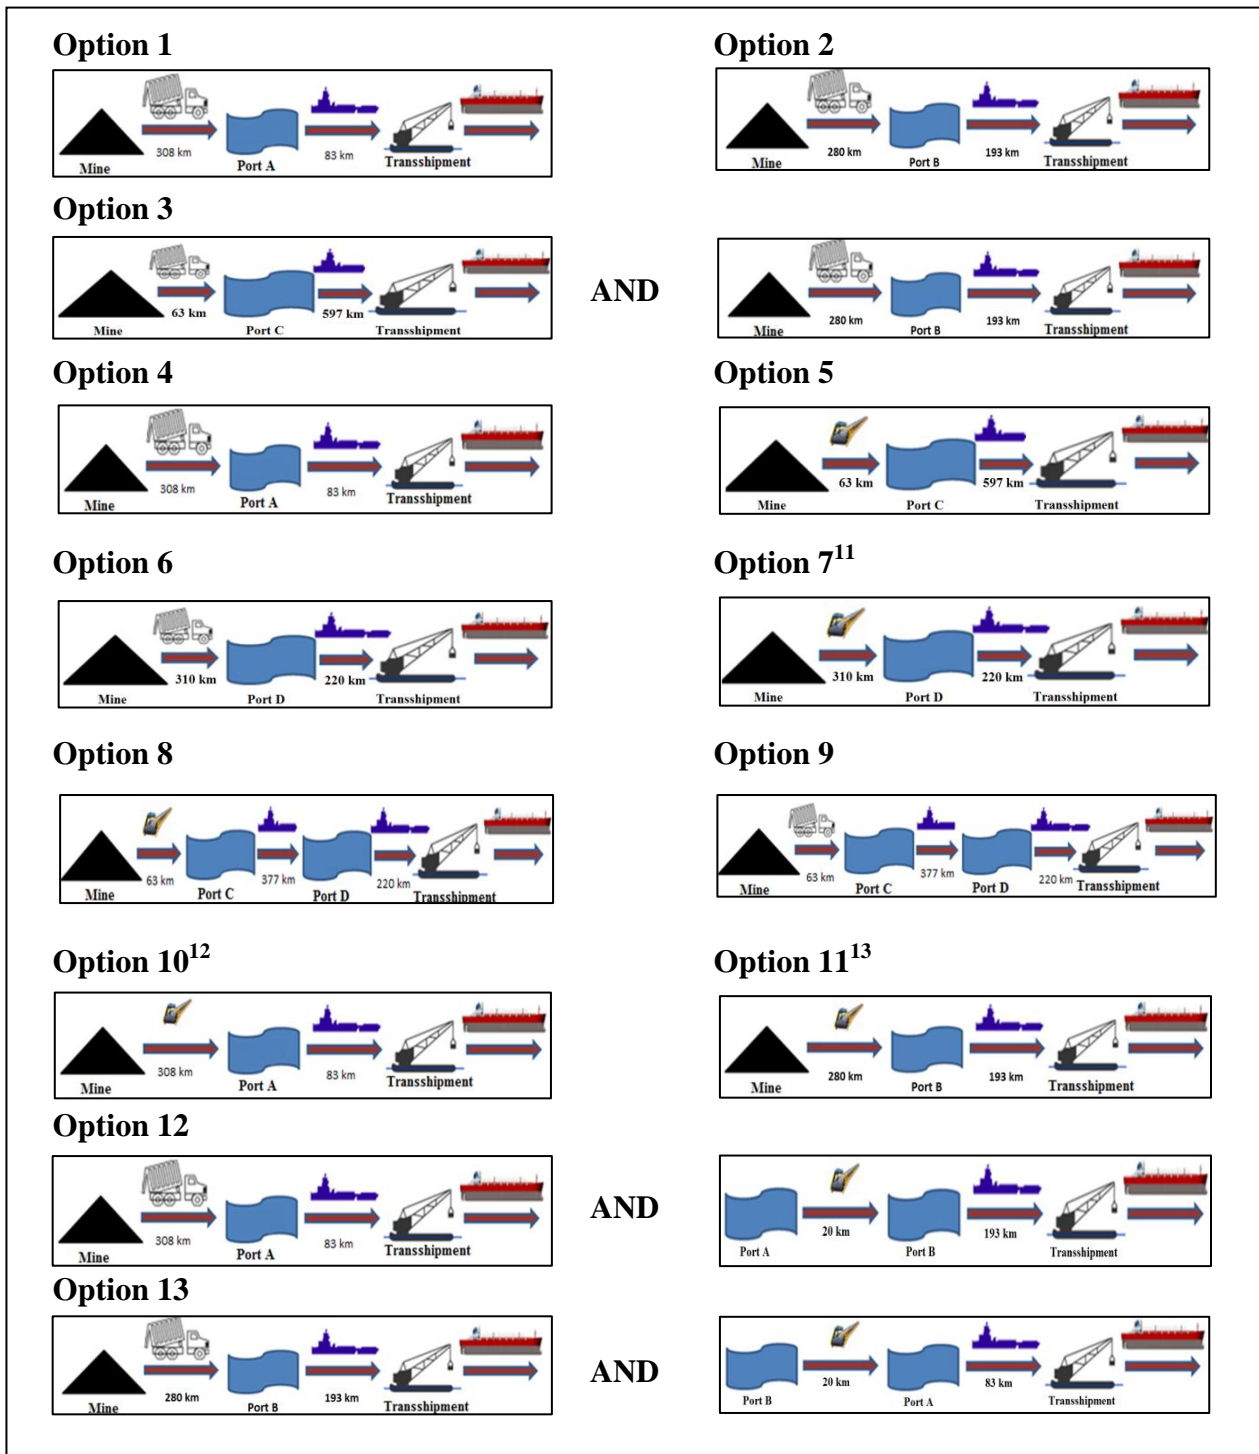 Option 1
308 km
83 km
Mine
Port A
Transshipment
Option 2
280 km
193 km
Mine
Port B
Transshipment
Option 3
63 km
597 km
Mine
Port C
Transshipment
AND
280 km
193 km
Mine
Port B
Transshipment
Option 4
308 km
83 km
Mine
Port A
Transshipment
Option 5
63 km
597 km
Mine
Port C
Transshipment
Option 6
310 km
220 km
Mine
Port D
Transshipment
Option 7¹¹
310 km
220 km
Mine
Port D
Transshipment
Option 8
63 km
377 km
220 km
Mine
Port C
Port D
Transshipment
Option 9
63 km
377 km
220 km
Mine
Port C
Port D
Transshipment
Option 10¹²
308 km
83 km
Mine
Port A
Transshipment
Option 11¹³
280 km
193 km
Mine
Port B
Transshipment
Option 12
308 km
83 km
Mine
Port A
Transshipment
AND
20 km
193 km
Port A
Port B
Transshipment
Option 13
280 km
193 km
Mine
Port B
Transshipment
AND
20 km
83 km
Port B
Port A
Transshipment